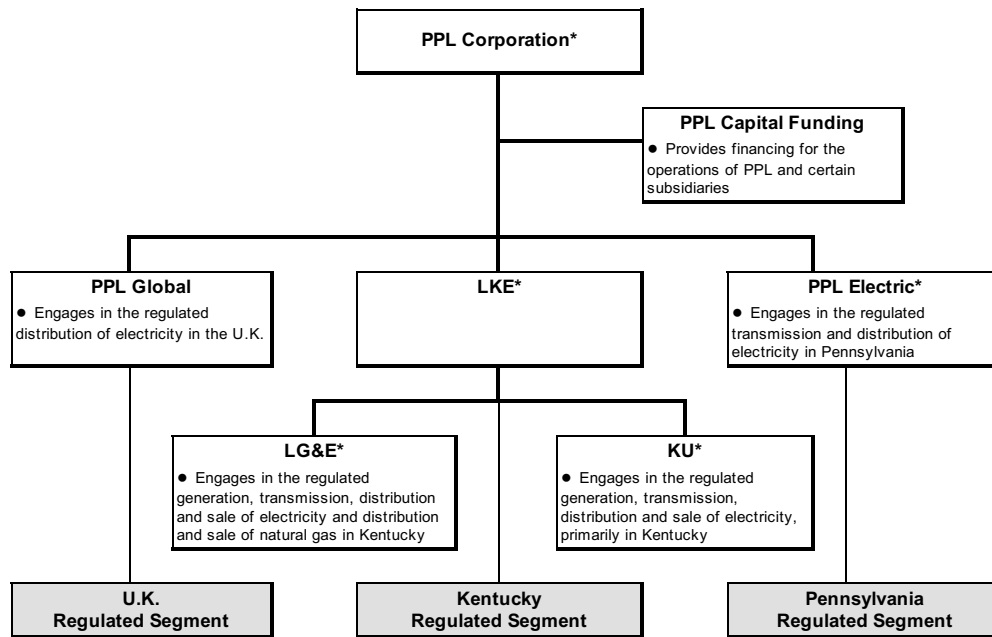 PPL Corporation*
PPL Capital Funding
● Provides financing for the
operations of PPL and certain
subsidiaries
PPL Global
● Engages in the regulated
distribution of electricity in the U.K.
LKE*
PPL Electric*
● Engages in the regulated
transmission and distribution of
electricity in Pennsylvania
LG&E*
● Engages in the regulated
generation, transmission, distribution
and sale of electricity and distribution
and sale of natural gas in Kentucky
KU*
● Engages in the regulated
generation, transmission,
distribution and sale of electricity,
primarily in Kentucky
U.K.
Regulated Segment
Kentucky
Regulated Segment
Pennsylvania
Regulated Segment